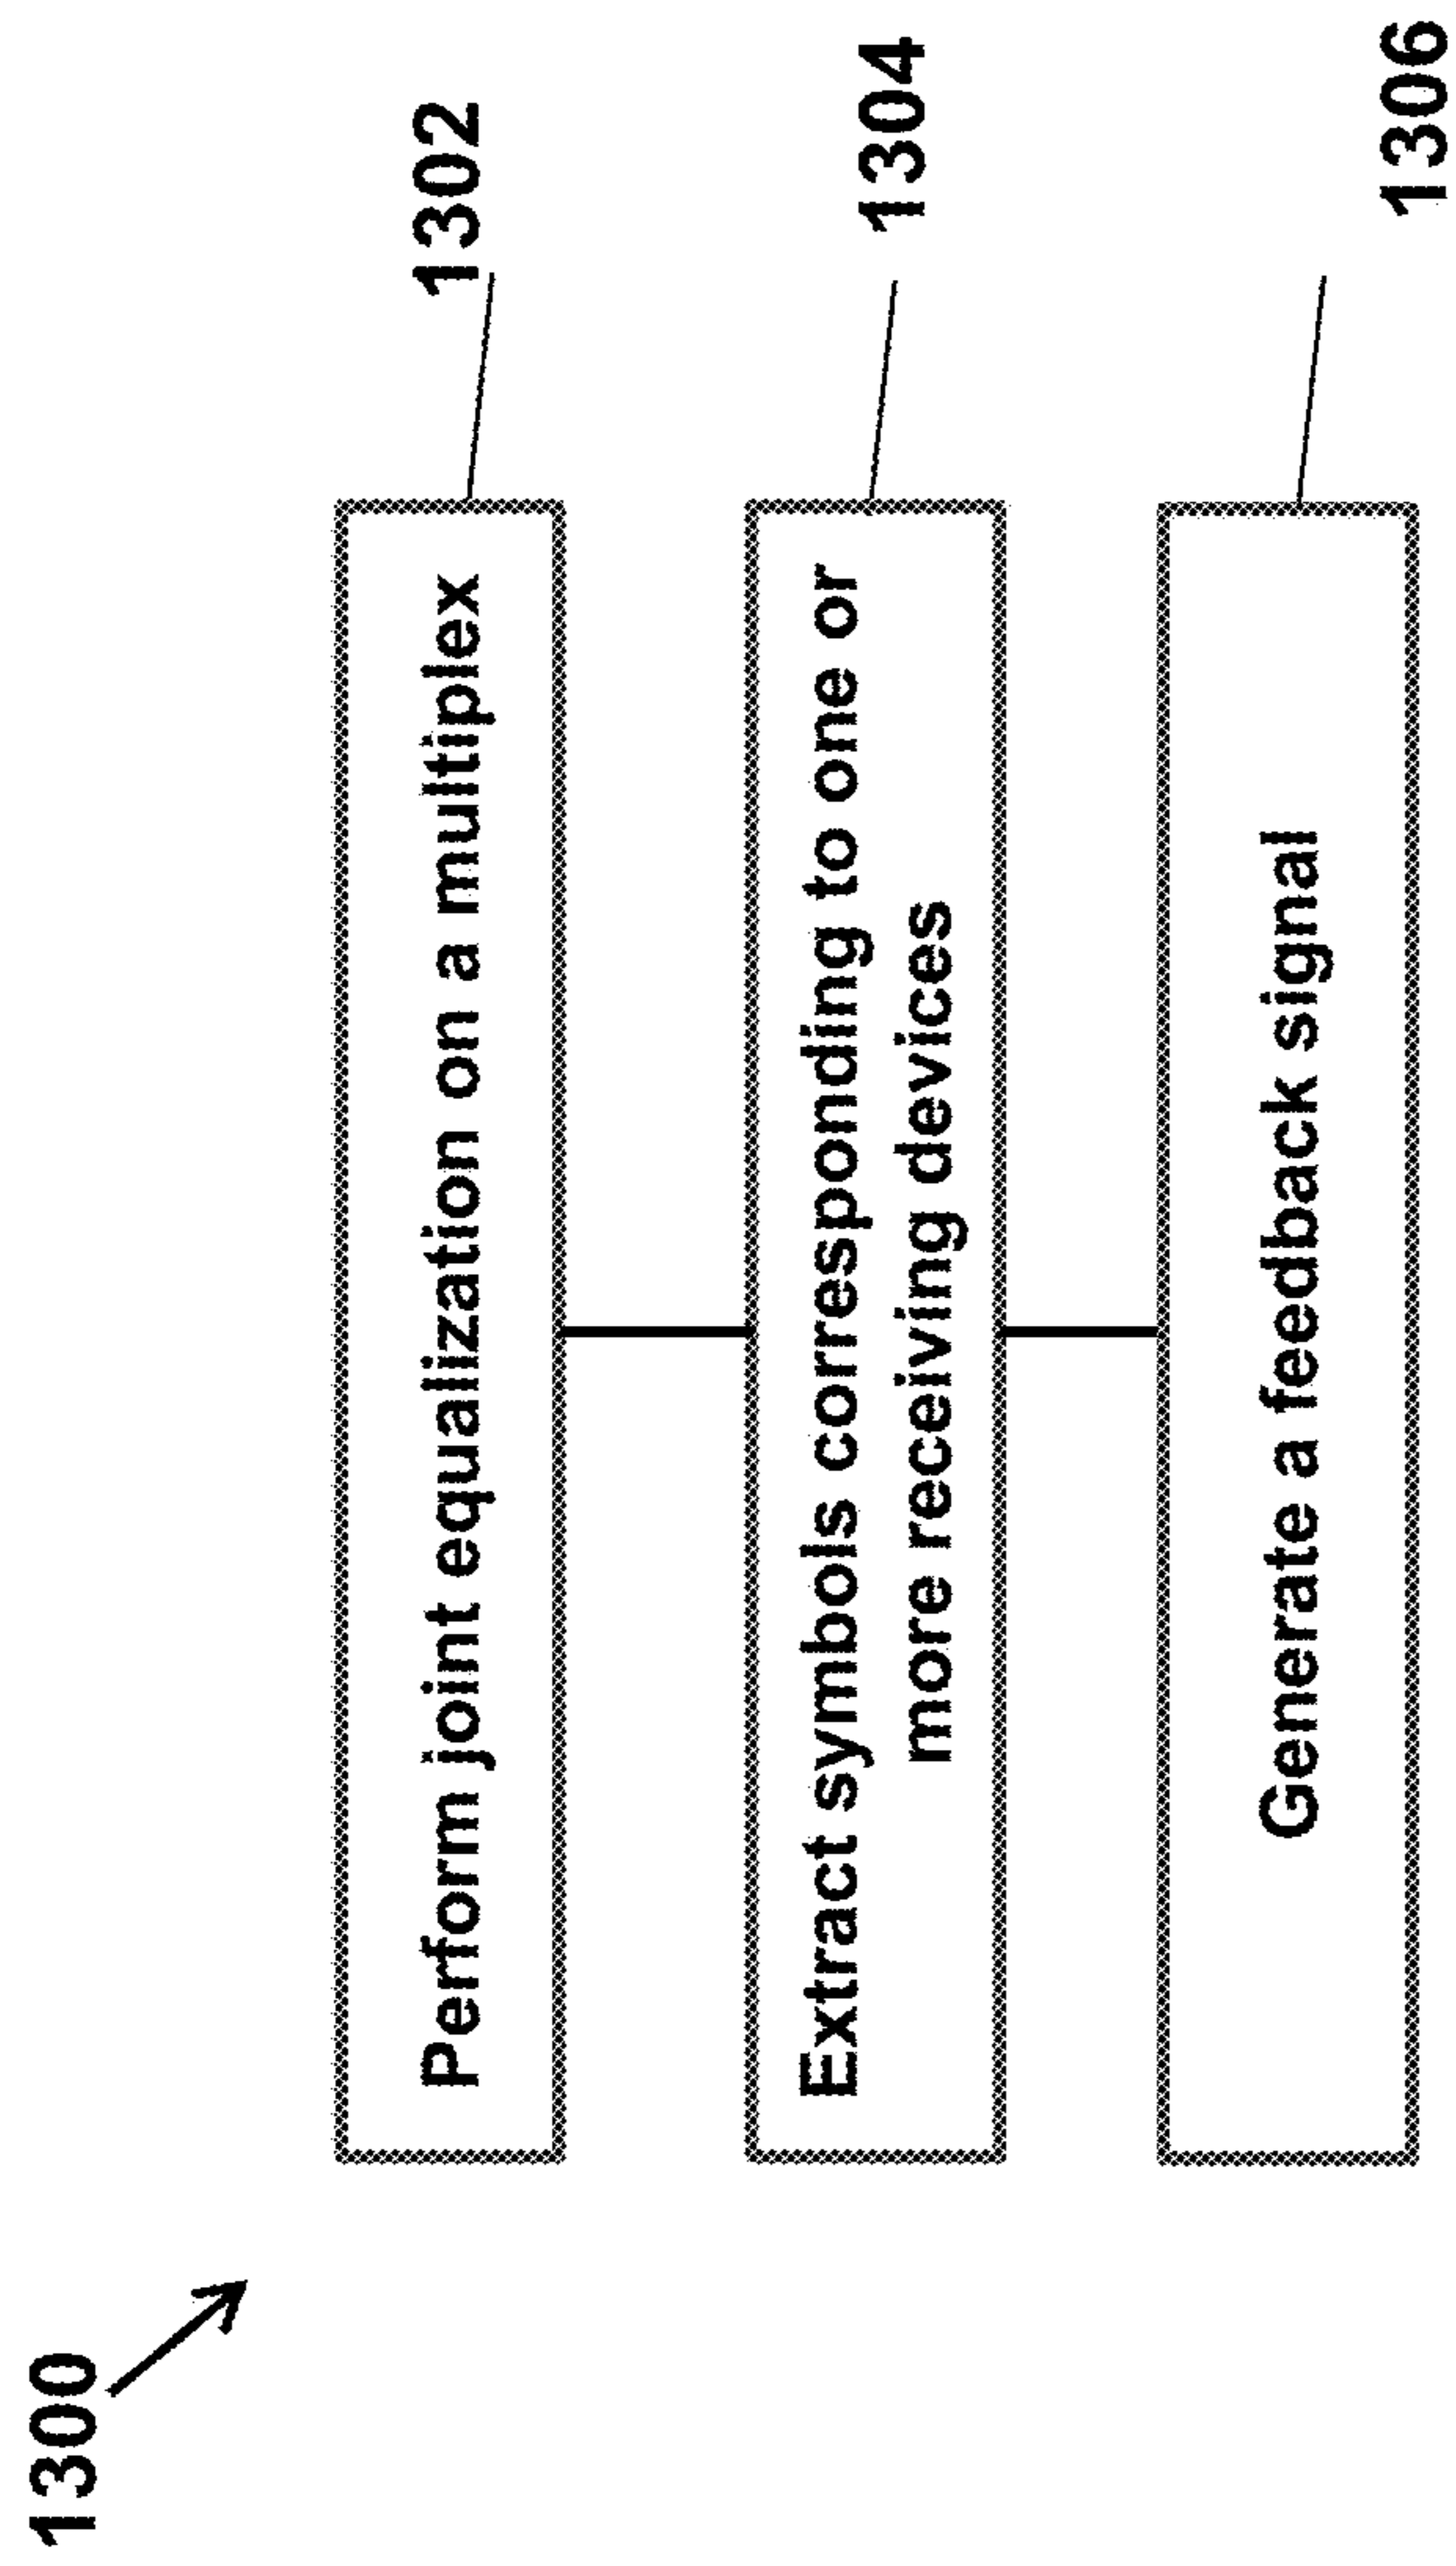 1300
Perform joint equalization on a multiplex
1302
Extract symbols corresponding to one or
more receiving devices
1304
Generate a feedback signal
1306